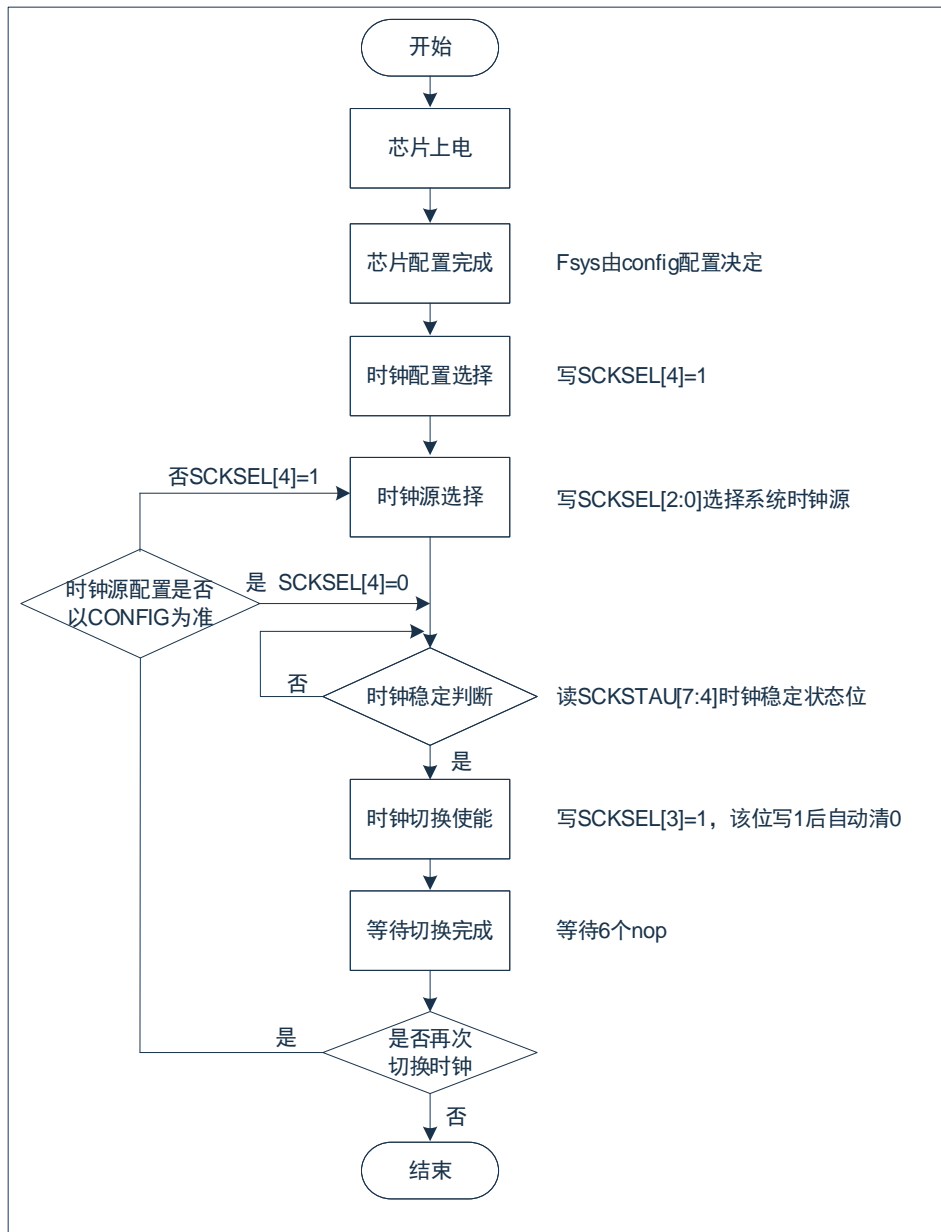 开始
芯片上电
芯片配置完成
Fsys由config配置决定
时钟配置选择
写SCKSEL[4]=1
否SCKSEL[4]=1
时钟源选择
写SCKSEL[2:0]选择系统时钟源
时钟源配置是否
以CONFIG为准
是 SCKSEL[4]=0
否
时钟稳定判断
读SCKSTAU[7:4]时钟稳定状态位
是
时钟切换使能
写SCKSEL[3]=1，该位写1后自动清0
等待切换完成
等待6个nop
是
是否再次
切换时钟
否
结束